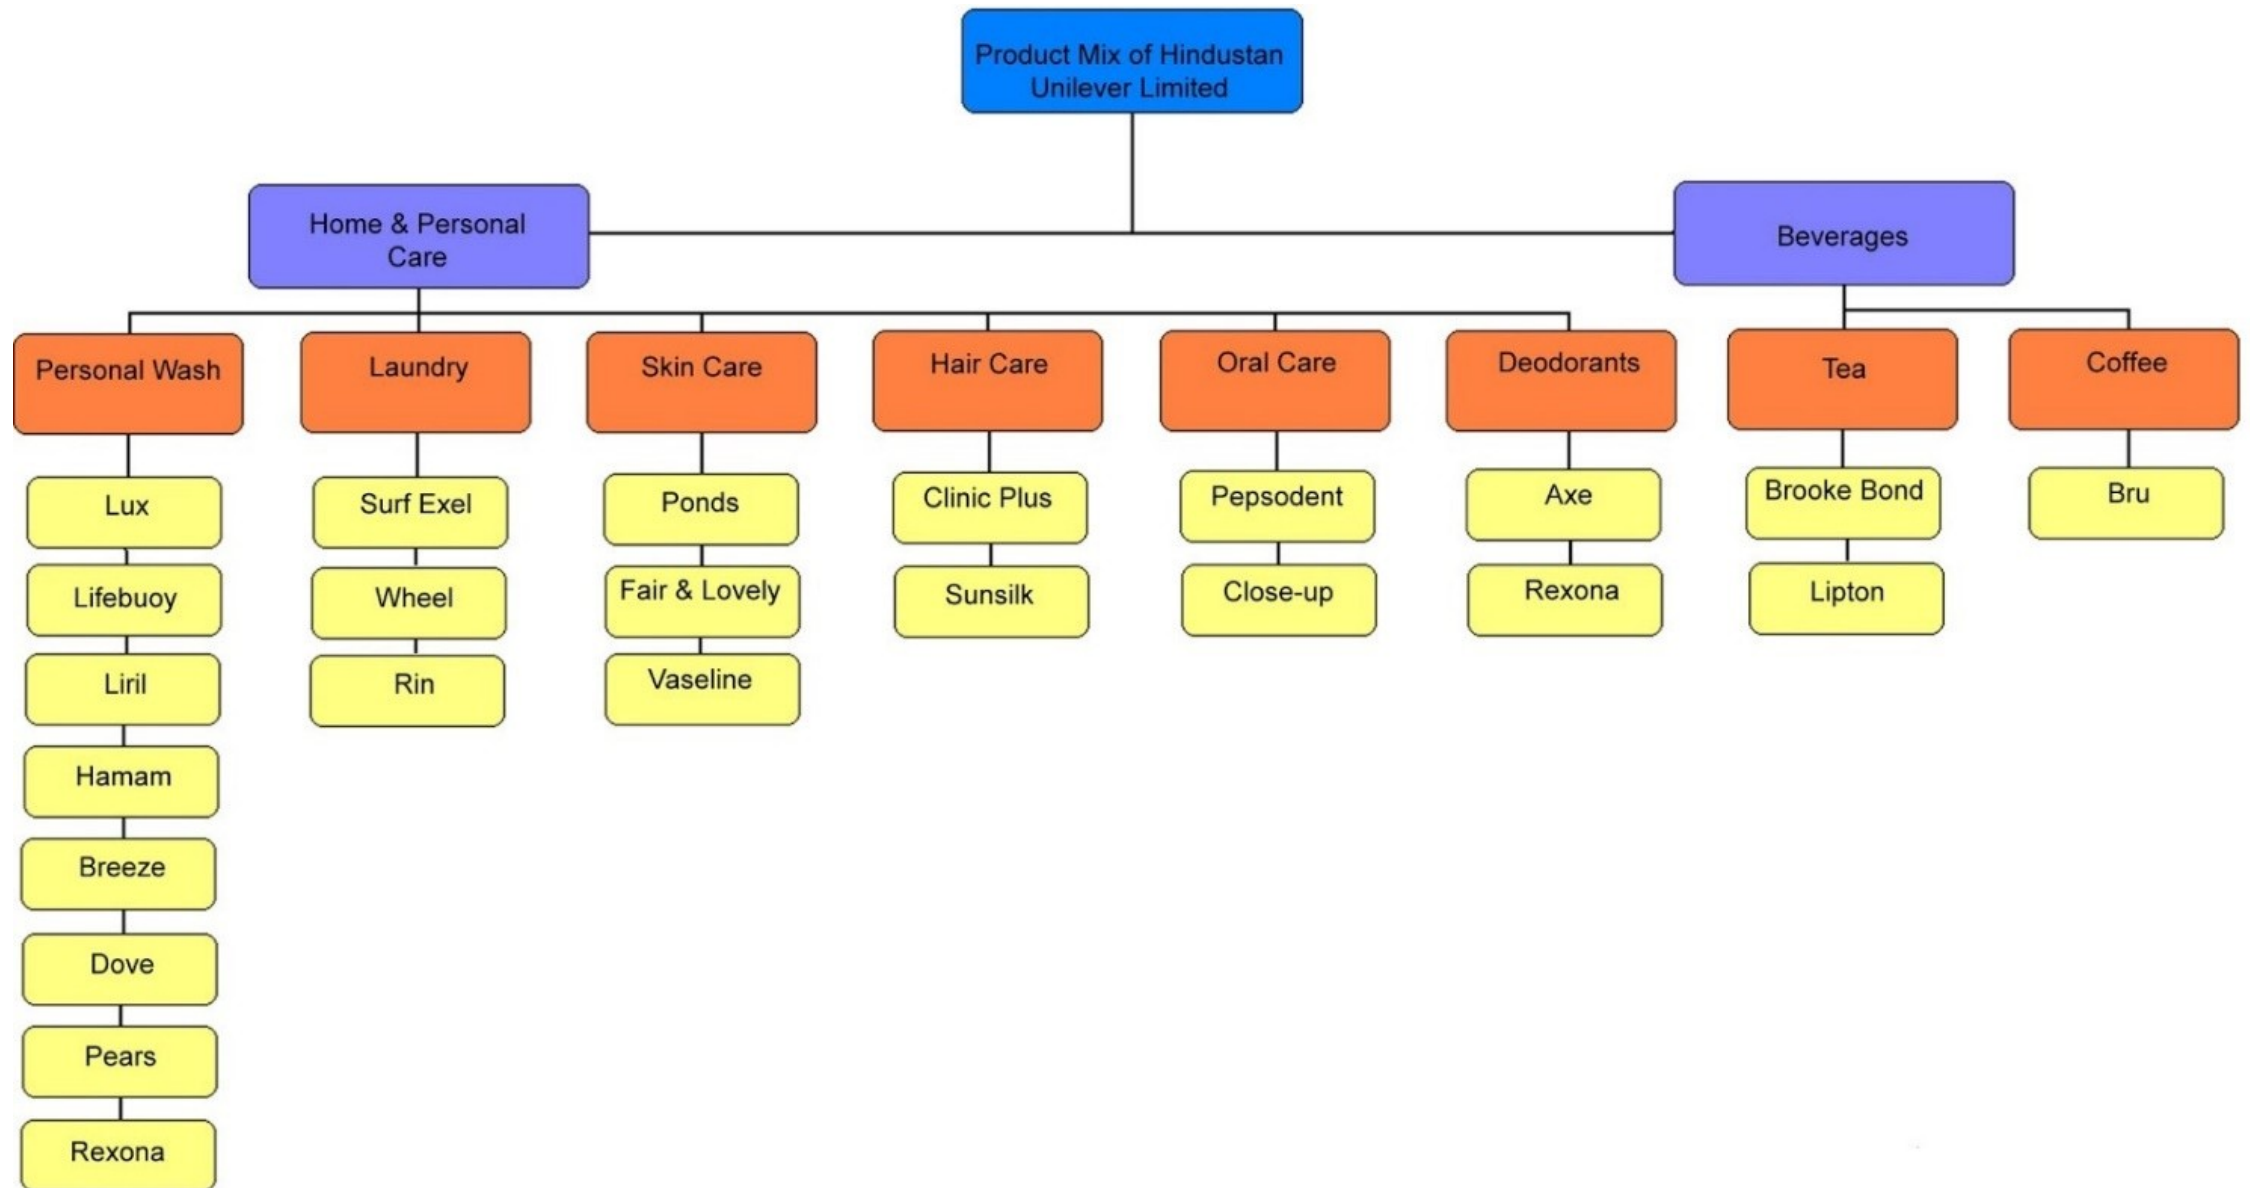 Product Mix of Hindustan
Unilever Limited
Home & Personal
Care
Beverages
Personal Wash
Laundry
Skin Care
Hair Care
Oral Care
Deodorants
Tea
Coffee
Lux
Surf Exel
Ponds
Clinic Plus
Pepsodent
Axe
Brooke Bond
Bru
Lifebuoy
Wheel
Fair & Lovely
Sunsilk
Close-up
Rexona
Lipton
Liril
Rin
Vaseline
Hamam
Breeze
Dove
Pears
Rexona